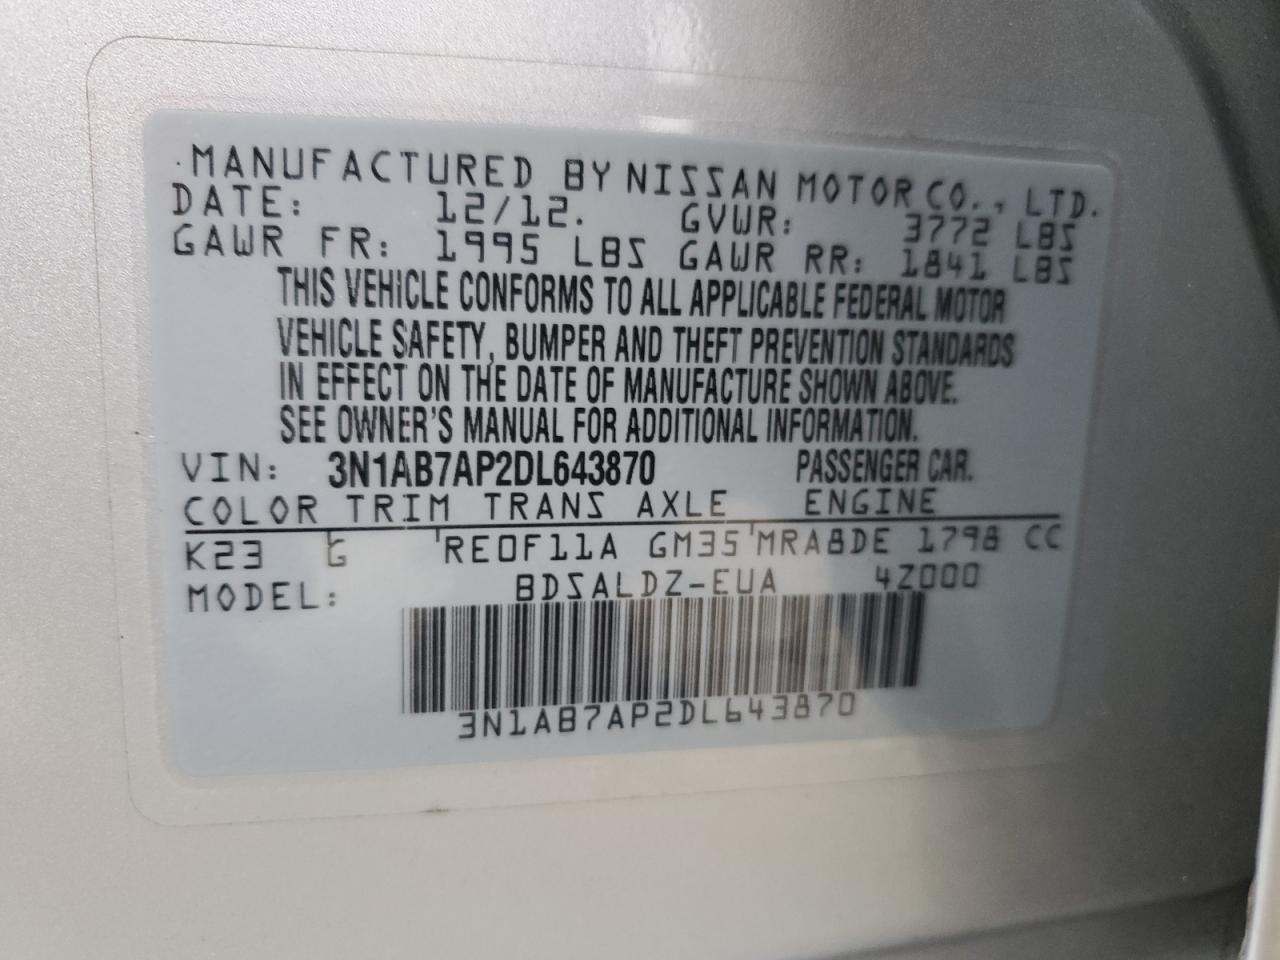 MANUFACTURED BY NISSAN MOTOR CO., LTD.
DATE: 12/12. GVWR: 3772 LBS
GAWR FR: 1995 LBS GAWR RR: 1841 LBS
THIS VEHICLE CONFORMS TO ALL APPLICABLE FEDERAL MOTOR
VEHICLE SAFETY, BUMPER AND THEFT PREVENTION STANDARDS
IN EFFECT ON THE DATE OF MANUFACTURE SHOWN ABOVE.
SEE OWNER'S MANUAL FOR ADDITIONAL INFORMATION.
VIN: 3N1AB7AP2DL643870 PASSENGER CAR.
COLOR TRIM TRANS AXLE ENGINE
K23 G RE0F11A GM35 MRA8DE 1798 CC
MODEL: BDSALDZ-EUA 4Z000
3N1AB7AP2DL643870